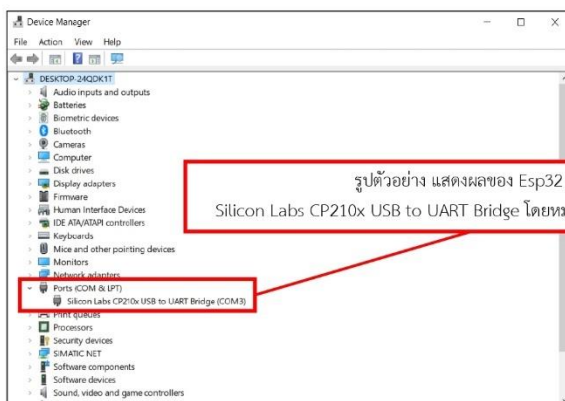 Device Manager
File Action View Help
DESKTOP-24QDK1T
Audio inputs and outputs
Batteries
Biometric devices
Bluetooth
Cameras
Computer
Disk drives
Display adapters
Firmware
Human Interface Devices
IDE ATA/ATAPI controllers
Keyboards
Mice and other pointing devices
Monitors
Network adapters
Ports (COM & LPT)
Silicon Labs CP210x USB to UART Bridge (COM3)
Print queues
Processors
Security devices
SIMATIC NET
Software components
Software devices
Sound, video and game controllers
รูปตัวอย่าง แสดงผลของ Esp32
Silicon Labs CP210x USB to UART Bridge โดยหม